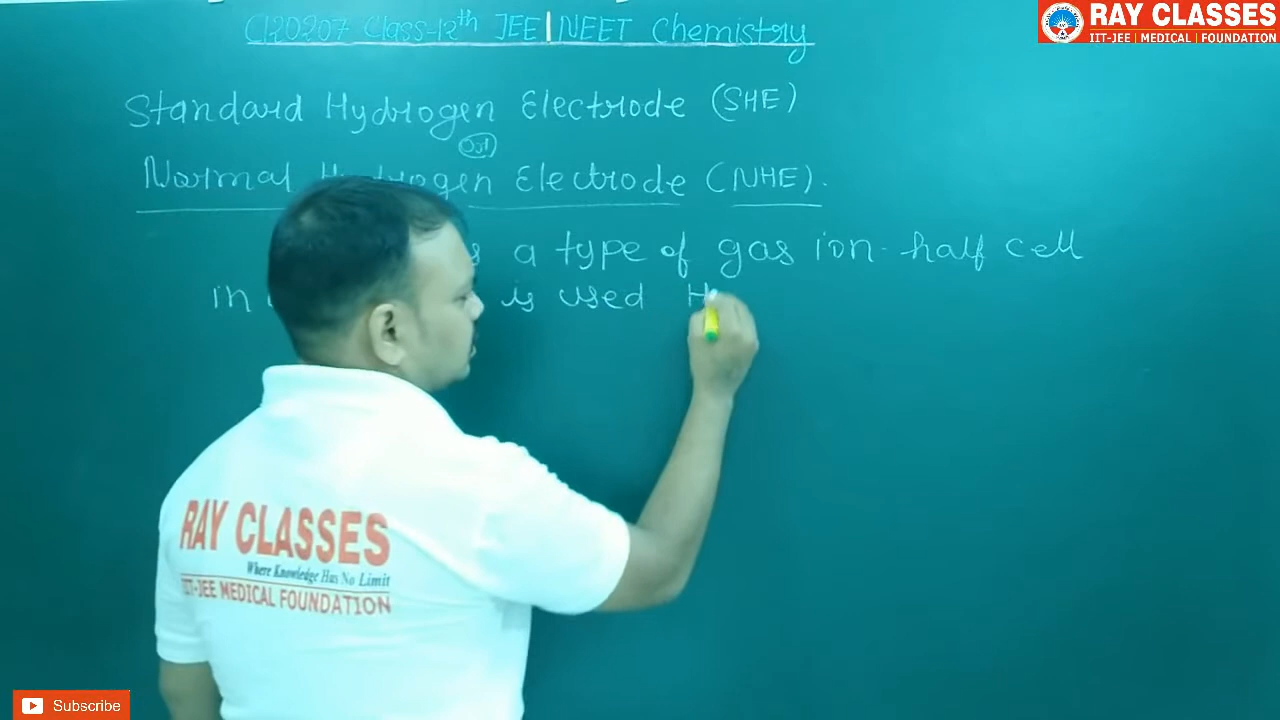 C120207 Class-12th JEE | NEET Chemistry
RAY CLASSES
IIT-JEE | MEDICAL | FOUNDATION
Standard Hydrogen Electrode (SHE)
Normal Hydrogen Electrode (NHE).
a type of gas ion-half cell
in is used H
RAY CLASSES
Where Knowledge Has No Limit
IIT-JEE MEDICAL FOUNDATION
Subscribe